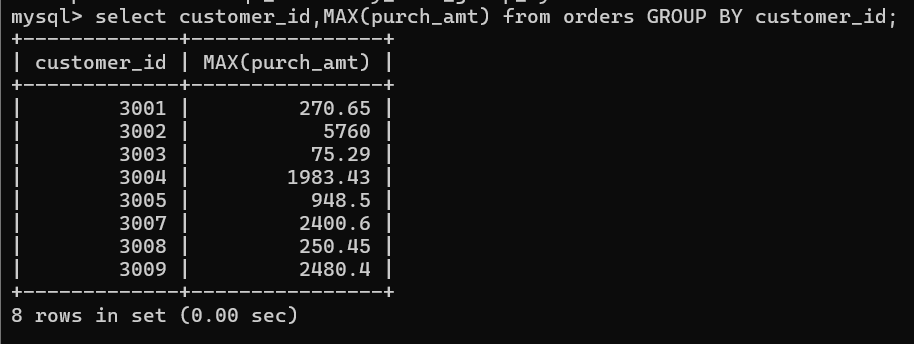 mysql> select customer_id,MAX(purch_amt) from orders GROUP BY customer_id;
+-------------+----------------+
| customer_id | MAX(purch_amt) |
+-------------+----------------+
|        3001 |         270.65 |
|        3002 |           5760 |
|        3003 |          75.29 |
|        3004 |        1983.43 |
|        3005 |          948.5 |
|        3007 |         2400.6 |
|        3008 |         250.45 |
|        3009 |         2480.4 |
+-------------+----------------+
8 rows in set (0.00 sec)